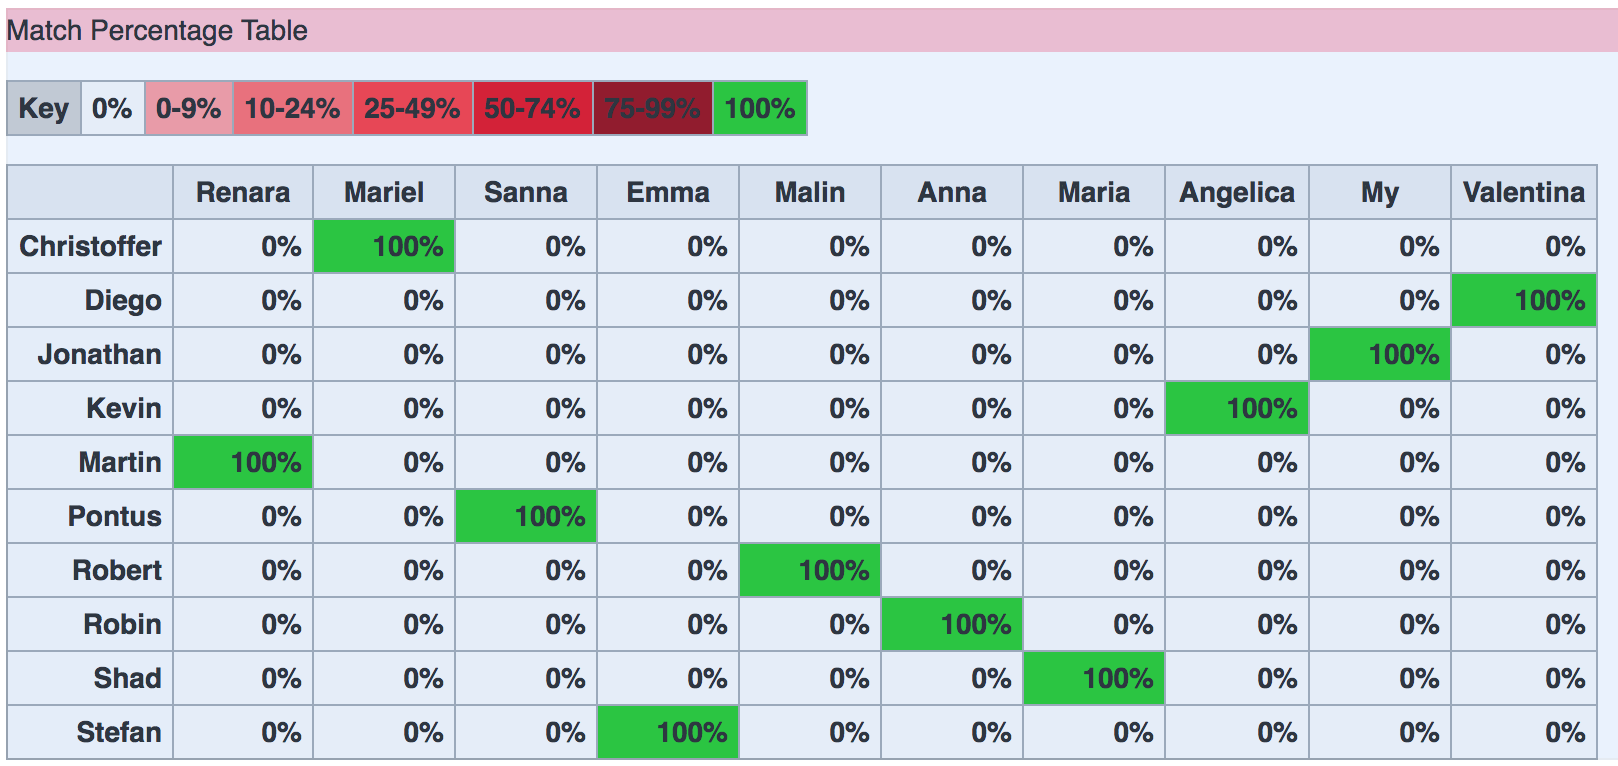 Match Percentage Table
Key 0% 0-9% 10-24% 25-49% 50-74% 75-99% 100%
Renara Mariel Sanna Emma Malin Anna Maria Angelica My Valentina
Christoffer 0% 100% 0% 0% 0% 0% 0% 0% 0% 0%
Diego 0% 0% 0% 0% 0% 0% 0% 0% 0% 100%
Jonathan 0% 0% 0% 0% 0% 0% 0% 0% 100% 0%
Kevin 0% 0% 0% 0% 0% 0% 0% 100% 0% 0%
Martin 100% 0% 0% 0% 0% 0% 0% 0% 0% 0%
Pontus 0% 0% 100% 0% 0% 0% 0% 0% 0% 0%
Robert 0% 0% 0% 0% 100% 0% 0% 0% 0% 0%
Robin 0% 0% 0% 0% 0% 100% 0% 0% 0% 0%
Shad 0% 0% 0% 0% 0% 0% 100% 0% 0% 0%
Stefan 0% 0% 0% 100% 0% 0% 0% 0% 0% 0%